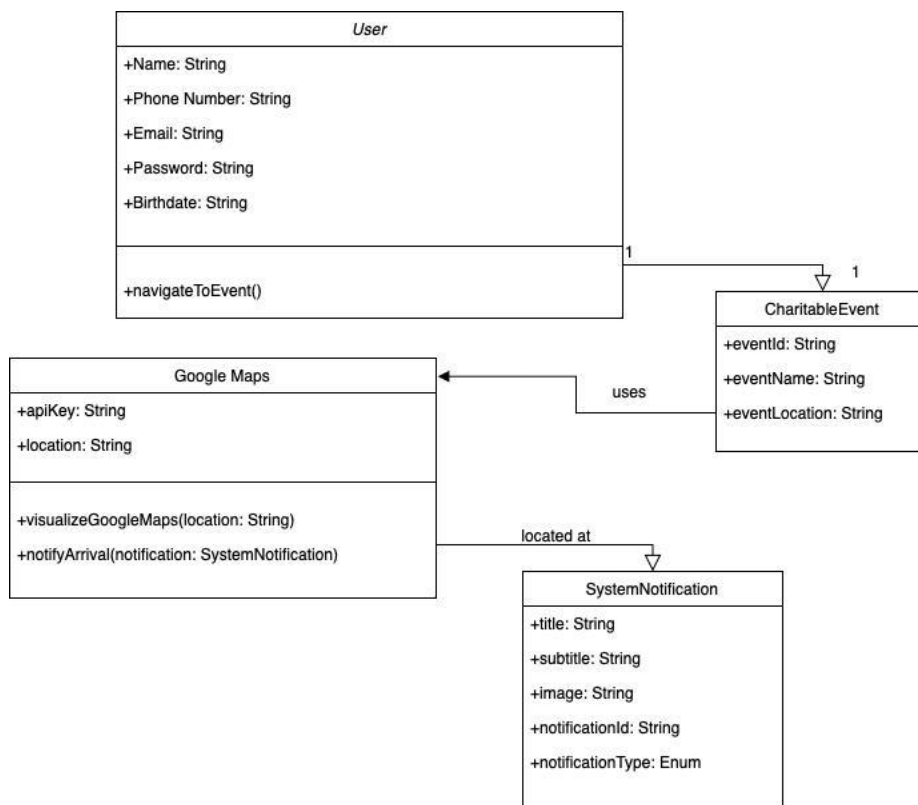 User
+Name: String
+Phone Number: String
+Email: String
+Password: String
+Birthdate: String
+navigateToEvent()
1
1
CharitableEvent
+eventId: String
+eventName: String
+eventLocation: String
uses
Google Maps
+apiKey: String
+location: String
+visualizeGoogleMaps(location: String)
+notifyArrival(notification: SystemNotification)
located at
SystemNotification
+title: String
+subtitle: String
+image: String
+notificationId: String
+notificationType: Enum